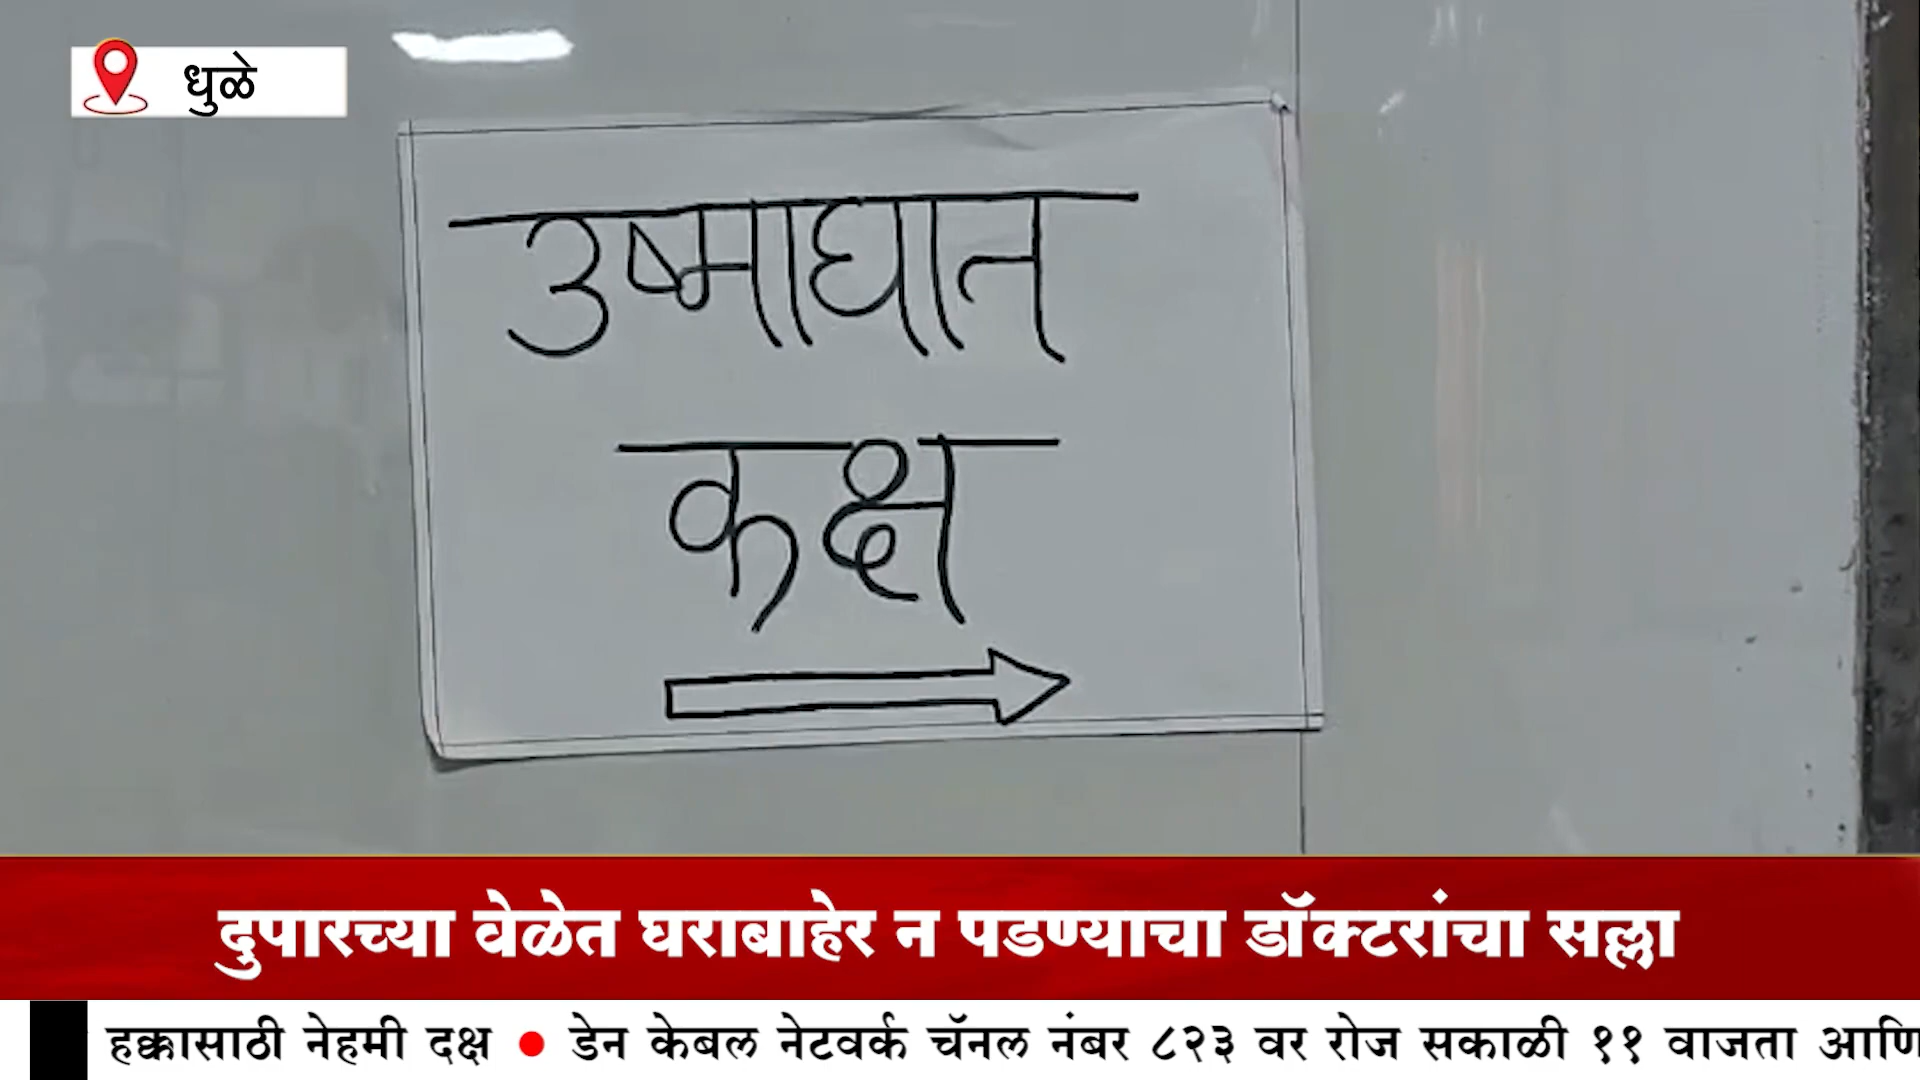 धुळे
उष्माघात
कक्ष
दुपारच्या वेळेत घराबाहेर न पडण्याचा डॉक्टरांचा सल्ला
हक्कासाठी नेहमी दक्ष ● डेन केबल नेटवर्क चॅनल नंबर ८२३ वर रोज सकाळी ११ वाजता आणि